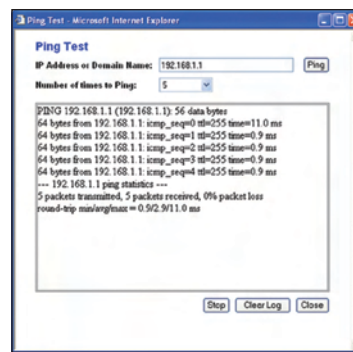 Ping Test - Microsoft Internet Explorer
Ping Test
IP Address or Domain Name: 192.168.1.1 Ping
Number of times to Ping: 5
PING 192.168.1.1 (192.168.1.1): 56 data bytes
64 bytes from 192.168.1.1: icmp_seq=0 ttl=255 time=11.0 ms
64 bytes from 192.168.1.1: icmp_seq=1 ttl=255 time=0.9 ms
64 bytes from 192.168.1.1: icmp_seq=2 ttl=255 time=0.9 ms
64 bytes from 192.168.1.1: icmp_seq=3 ttl=255 time=0.9 ms
64 bytes from 192.168.1.1: icmp_seq=4 ttl=255 time=0.9 ms
--- 192.168.1.1 ping statistics ---
5 packets transmitted, 5 packets received, 0% packet loss
round-trip min/avg/max = 0.9/2.9/11.0 ms
Stop Clear Log Close